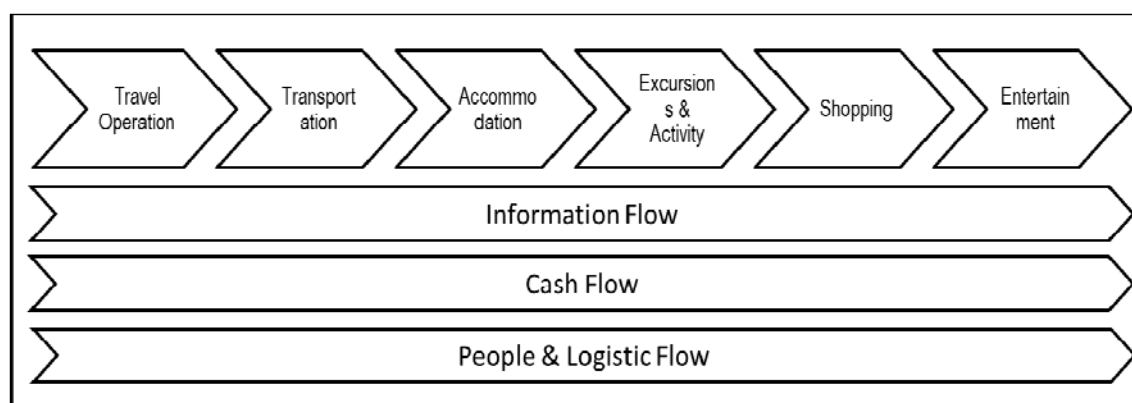 Travel
Operation
Transport
ation
Accommo
dation
Excursion
s &
Activity
Shopping
Entertain
ment
Information Flow
Cash Flow
People & Logistic Flow